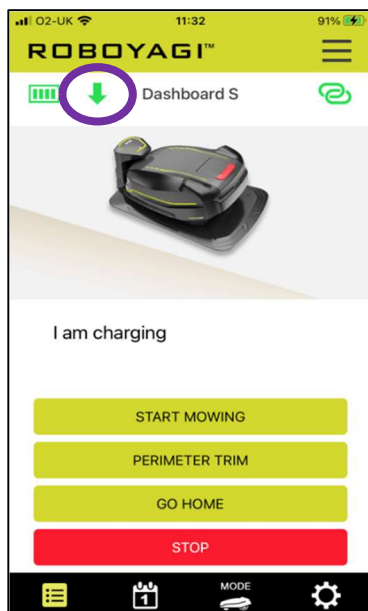 O2-UK 11:32 91%
ROBOYAGI™
Dashboard S
I am charging
START MOWING
PERIMETER TRIM
GO HOME
STOP
1 MODE